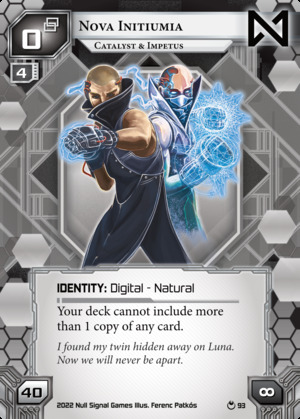 0
NOVA INITIUMIA
CATALYST & IMPETUS
4
IDENTITY: Digital - Natural
Your deck cannot include more
than 1 copy of any card.
I found my twin hidden away on Luna.
Now we will never be apart.
40
2022 Null Signal Games Illus. Ferenc Patkós
93
∞